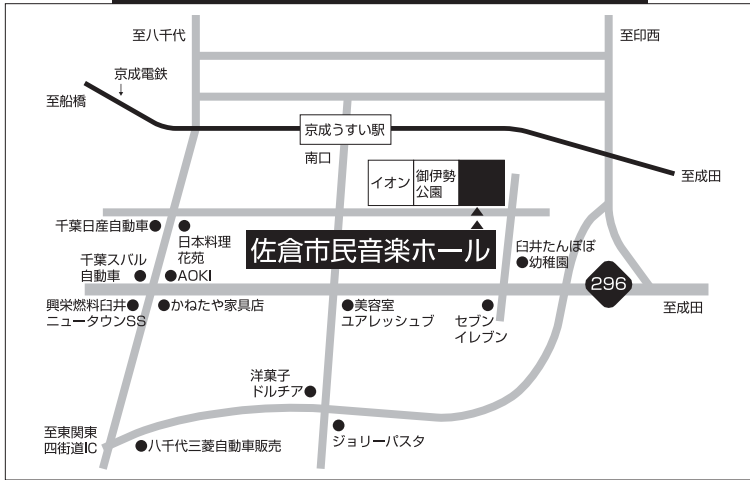 至八千代
至印西
京成電鉄
至船橋
京成うすい駅
南口
至成田
イオン
御伊勢
公園
千葉日産自動車
日本料理
花苑
佐倉市民音楽ホール
臼井たんぽぽ
幼稚園
千葉スバル
自動車
AOKI
296
至成田
興栄燃料臼井
ニュータウンSS
かねたや家具店
美容室
ユアレッシュプ
セブン
イレブン
洋菓子
ドルチア
至東関東
四街道IC
八千代三菱自動車販売
ジョリーパスタ